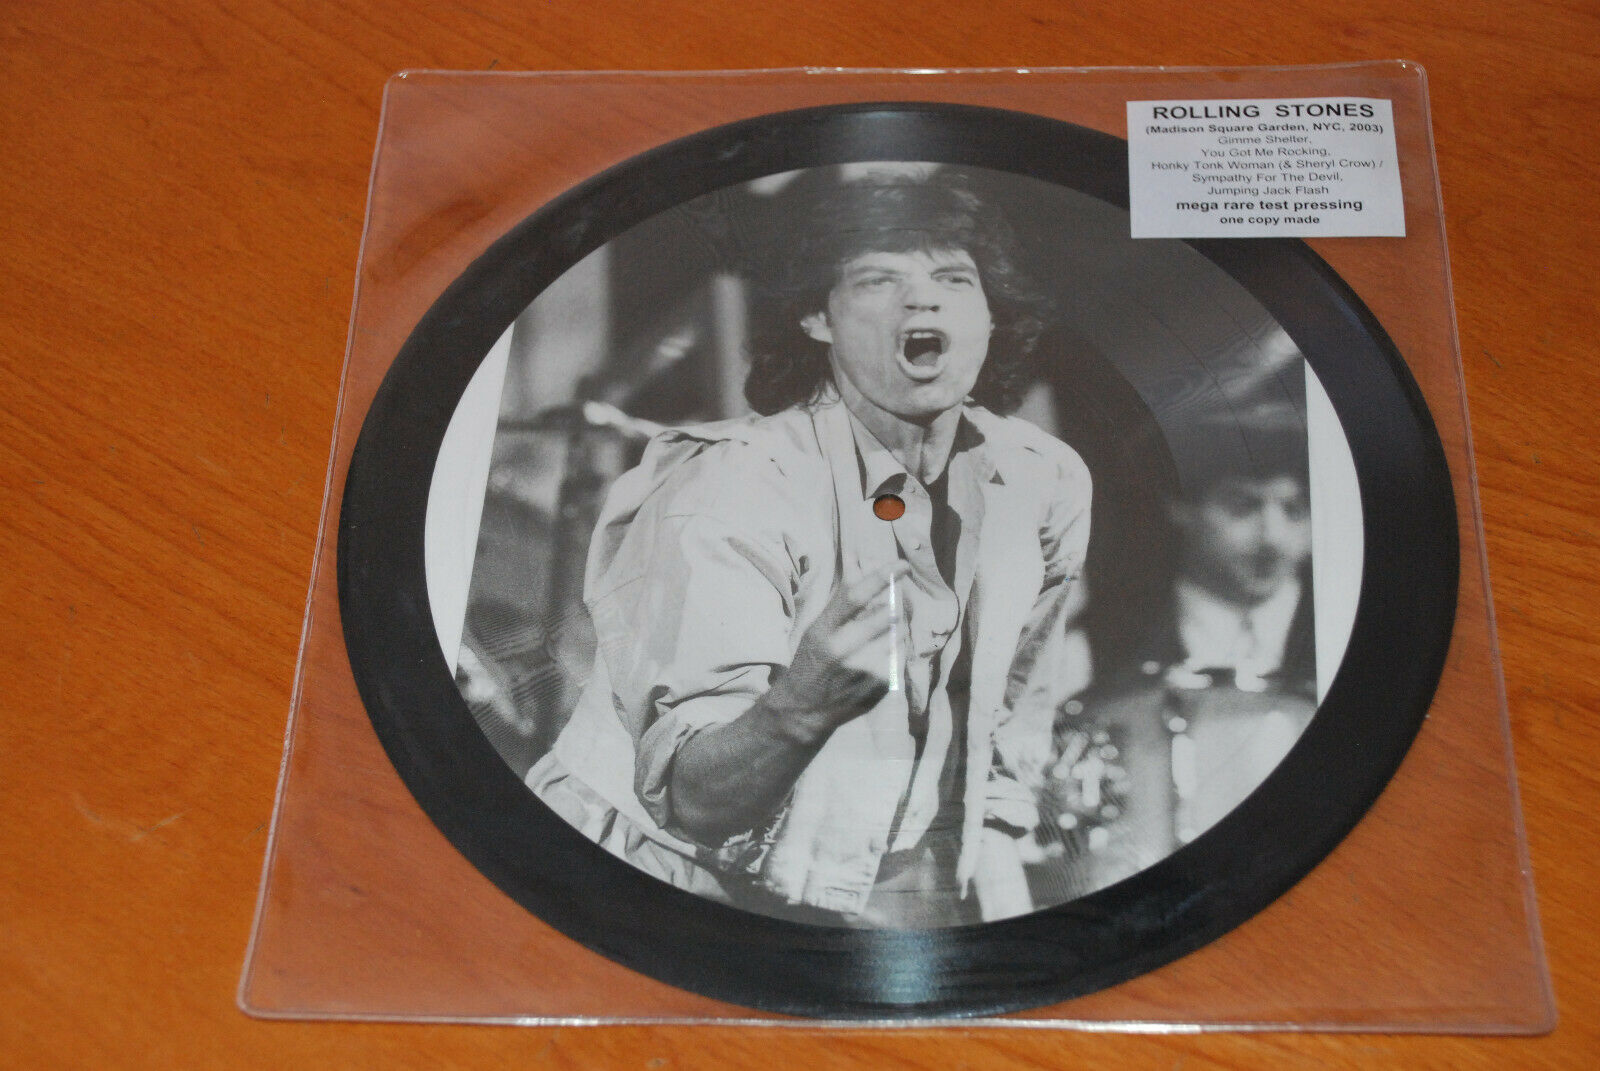 ROLLING STONES
(Madison Square Garden, NYC, 2003)
Gimme Shelter,
You Got Me Rocking,
Honky Tonk Woman (& Sheryl Crow) /
Sympathy For The Devil,
Jumping Jack Flash
mega rare test pressing
one copy made